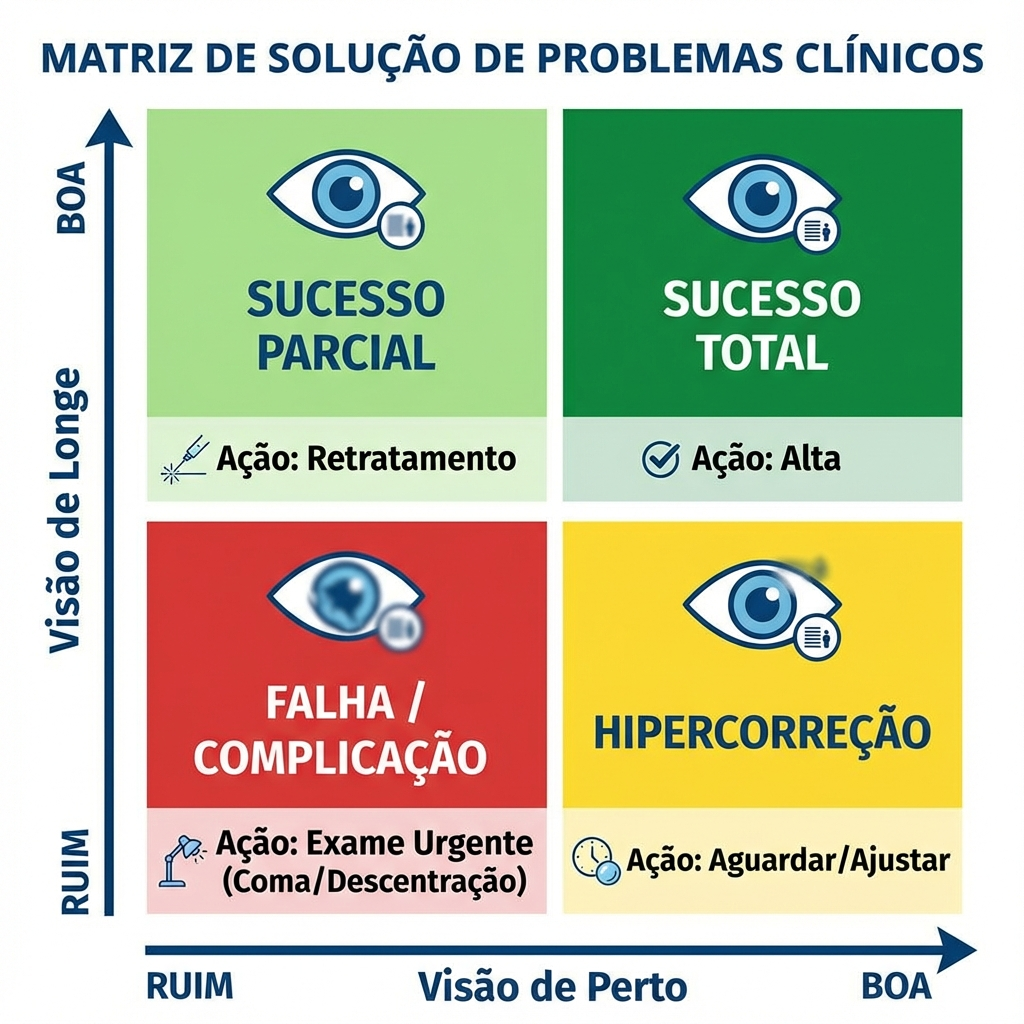 MATRIZ DE SOLUÇÃO DE PROBLEMAS CLÍNICOS
BOA
Visão de Longe
RUIM
SUCESSO
PARCIAL
Ação: Retratamento
SUCESSO
TOTAL
Ação: Alta
FALHA /
COMPLICAÇÃO
Ação: Exame Urgente
(Coma/Descentração)
HIPERCORREÇÃO
Ação: Aguardar/Ajustar
RUIM
Visão de Perto
BOA